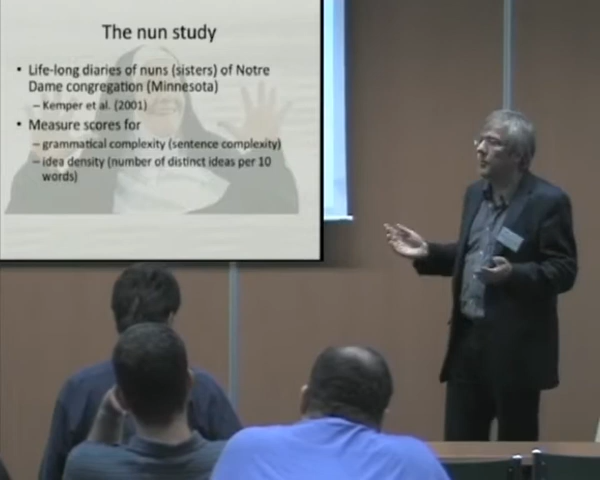 The nun study
• Life-long diaries of nuns (sisters) of Notre
Dame congregation (Minnesota)
– Kemper et al. (2001)
• Measure scores for
– grammatical complexity (sentence complexity)
– idea density (number of distinct ideas per 10
words)